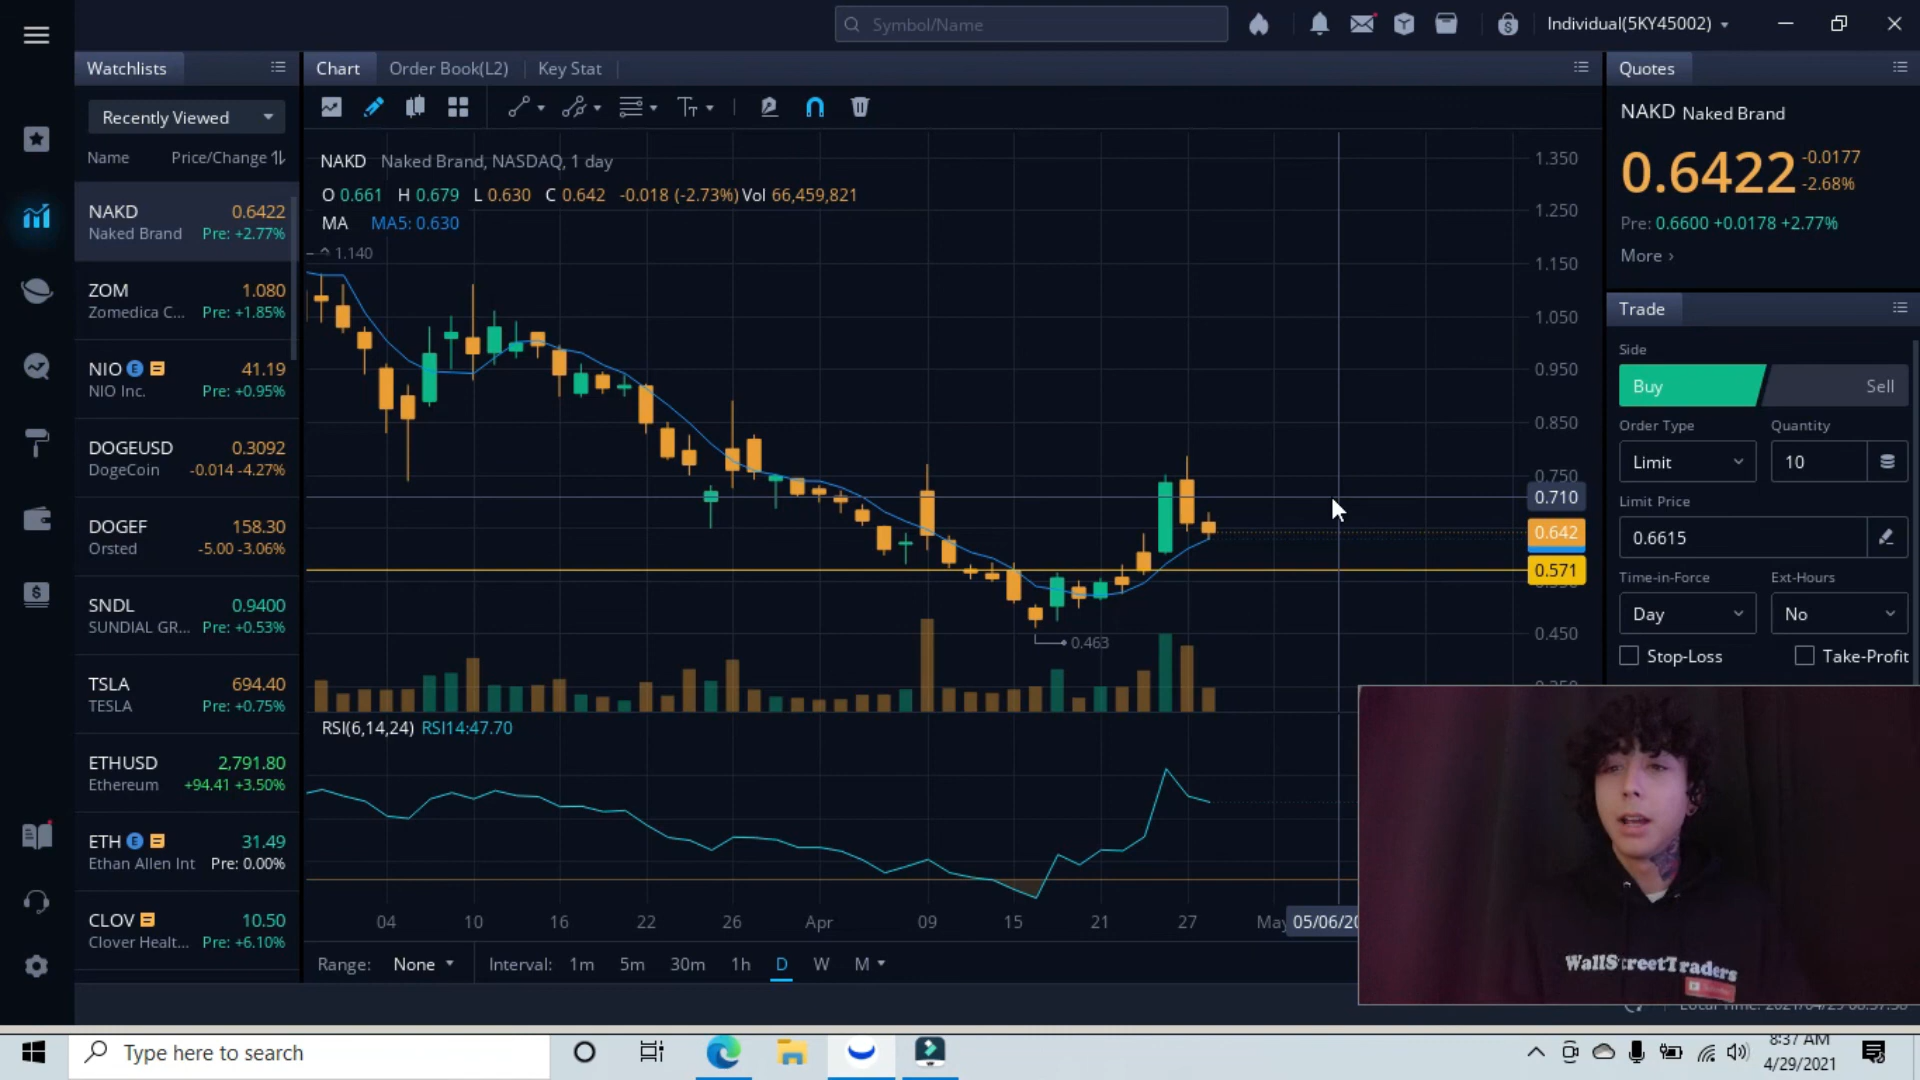 Symbol/Name
Individual(5KY45002)
Watchlists
Recently Viewed
Name Price/Change
NAKD 0.6422
Naked Brand Pre: +2.77%
ZOM 1.080
Zomedica C... Pre: +1.85%
NIO E 41.19
NIO Inc. Pre: +0.95%
DOGEUSD 0.3092
DogeCoin -0.014 -4.27%
DOGEF 158.30
Orsted -5.00 -3.06%
SNDL 0.9400
SUNDIAL GR... Pre: +0.53%
TSLA 694.40
TESLA Pre: +0.75%
ETHUSD 2,791.80
Ethereum +94.41 +3.50%
ETH E 31.49
Ethan Allen Int Pre: 0.00%
CLOV 10.50
Clover Healt... Pre: +6.10%
Chart Order Book(L2) Key Stat
NAKD Naked Brand, NASDAQ, 1 day
O 0.661 H 0.679 L 0.630 C 0.642 -0.018 (-2.73%) Vol 66,459,821
MA MA5: 0.630
1.140
0.463
1.350
1.250
1.150
1.050
0.950
0.850
0.750
0.710
0.642
0.571
0.450
RSI(6,14,24) RSI14:47.70
04 10 16 22 26 Apr 09 15 21 27 May 05/06/20
Range: None Interval: 1m 5m 30m 1h D W M
Quotes
NAKD Naked Brand
0.6422 -0.0177
-2.68%
Pre: 0.6600 +0.0178 +2.77%
More ›
Trade
Side
Buy Sell
Order Type Quantity
Limit 10
Limit Price
0.6615
Time-in-Force Ext-Hours
Day No
Stop-Loss Take-Profit
WallStreetTraders
Type here to search
8:37 AM
4/29/2021